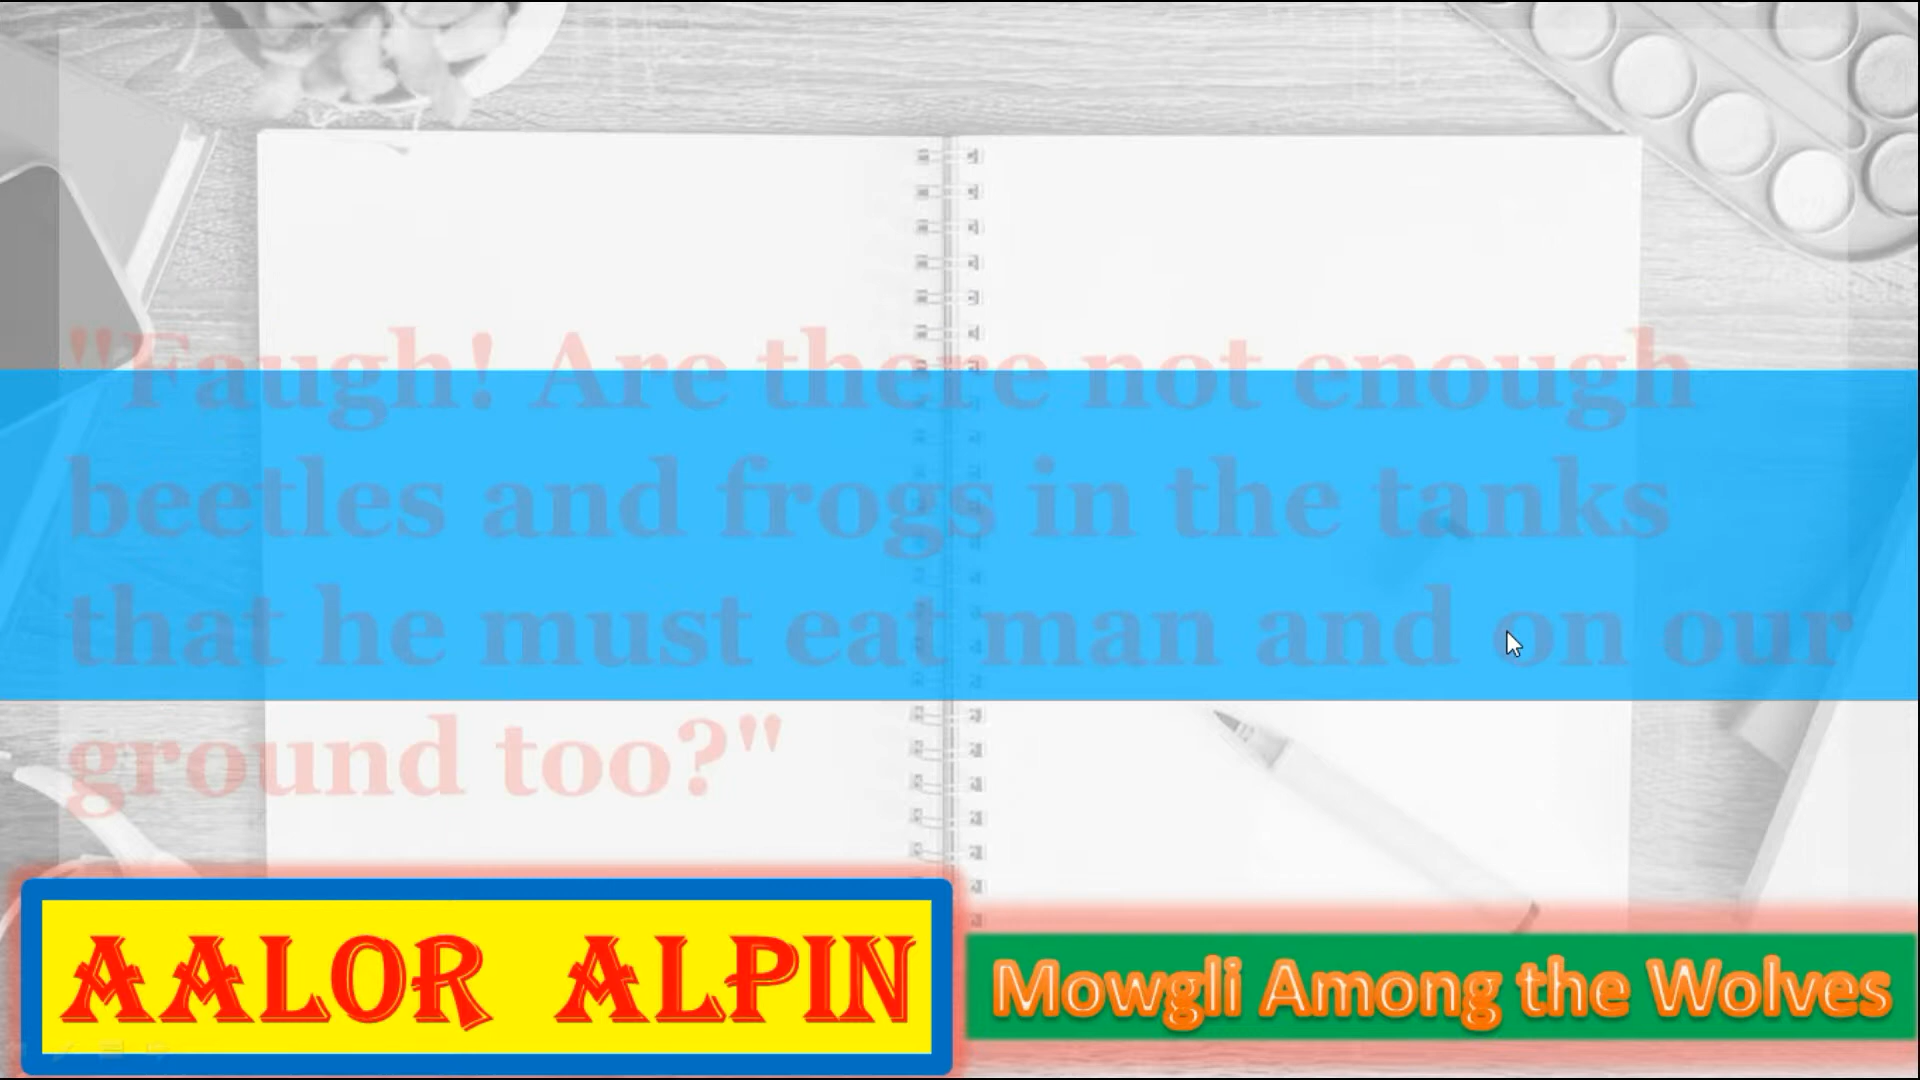 "Faugh! Are there not enough
beetles and frogs in the tanks
that he must eat man and on our
ground too?"
AALOR ALPIN
Mowgli Among the Wolves